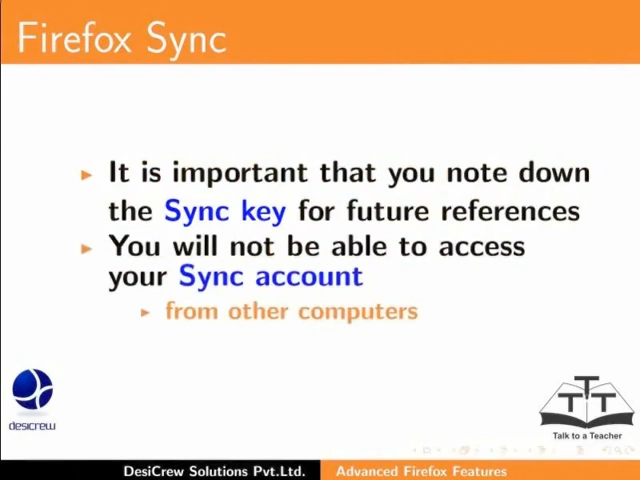 Firefox Sync
It is important that you note down
the Sync key for future references
You will not be able to access
your Sync account
from other computers
desicrew
TTT
Talk to a Teacher
DesiCrew Solutions Pvt.Ltd.
Advanced Firefox Features